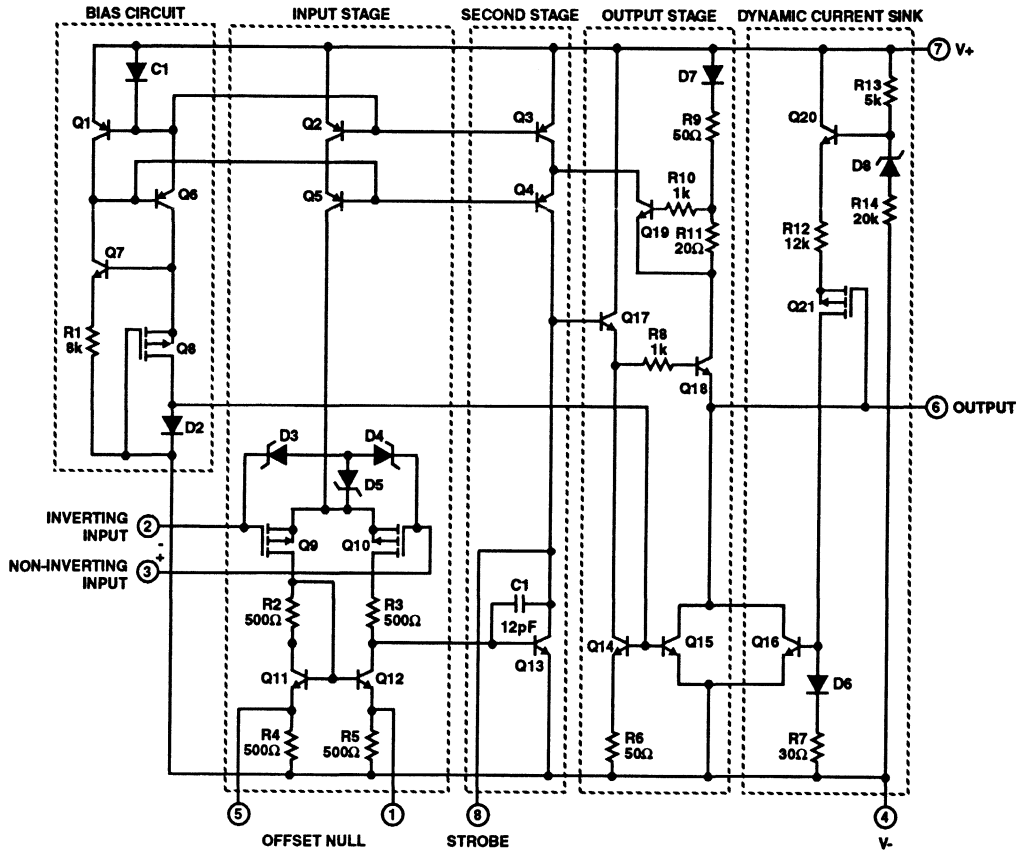 BIAS CIRCUIT
INPUT STAGE
SECOND STAGE
OUTPUT STAGE
DYNAMIC CURRENT SINK
7 V+
C1
D7
R13
5k
Q1
Q2
Q3
R9
50Ω
Q20
D8
Q6
Q5
Q4
R10
1k
R14
20k
Q19
R11
20Ω
R12
12k
Q7
Q21
R1
8k
Q8
Q17
R8
1k
Q18
6 OUTPUT
D2
D3
D4
D5
INVERTING
INPUT
2
-
+
NON-INVERTING
INPUT
3
Q9
Q10
R2
500Ω
R3
500Ω
C1
12pF
Q13
Q14
Q15
Q16
Q11
Q12
D6
R4
500Ω
R5
500Ω
R6
50Ω
R7
30Ω
5
1
8
4
OFFSET NULL
STROBE
V-